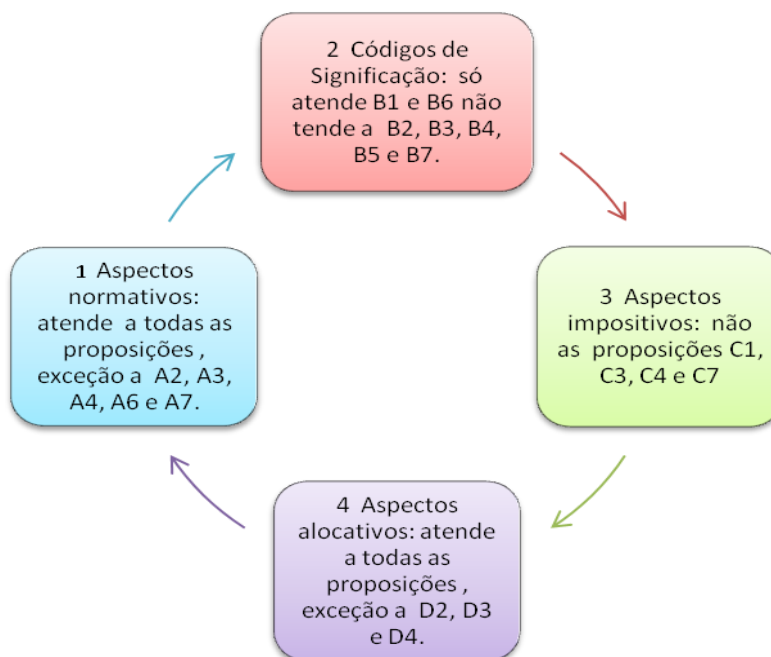 2 Códigos de
Significação: só
atende B1 e B6 não
tende a B2, B3, B4,
B5 e B7.
1 Aspectos
normativos:
atende a todas as
proposições ,
exceção a A2, A3,
A4, A6 e A7.
3 Aspectos
impositivos: não
as proposições C1,
C3, C4 e C7
4 Aspectos
alocativos: atende
a todas as
proposições ,
exceção a D2, D3
e D4.